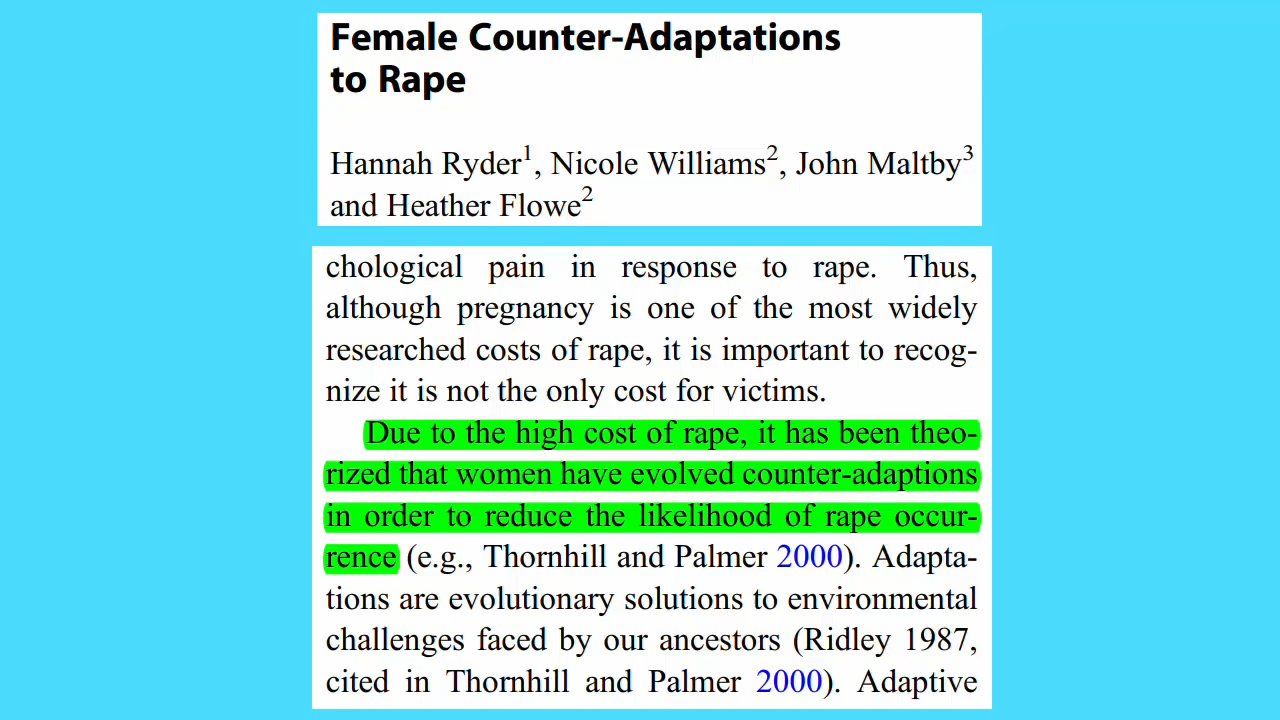 Female Counter-Adaptations
to Rape
Hannah Ryder1, Nicole Williams2, John Maltby3
and Heather Flowe2
chological pain in response to rape. Thus,
although pregnancy is one of the most widely
researched costs of rape, it is important to recog-
nize it is not the only cost for victims.
Due to the high cost of rape, it has been theo-
rized that women have evolved counter-adaptions
in order to reduce the likelihood of rape occur-
rence (e.g., Thornhill and Palmer 2000). Adapta-
tions are evolutionary solutions to environmental
challenges faced by our ancestors (Ridley 1987,
cited in Thornhill and Palmer 2000). Adaptive